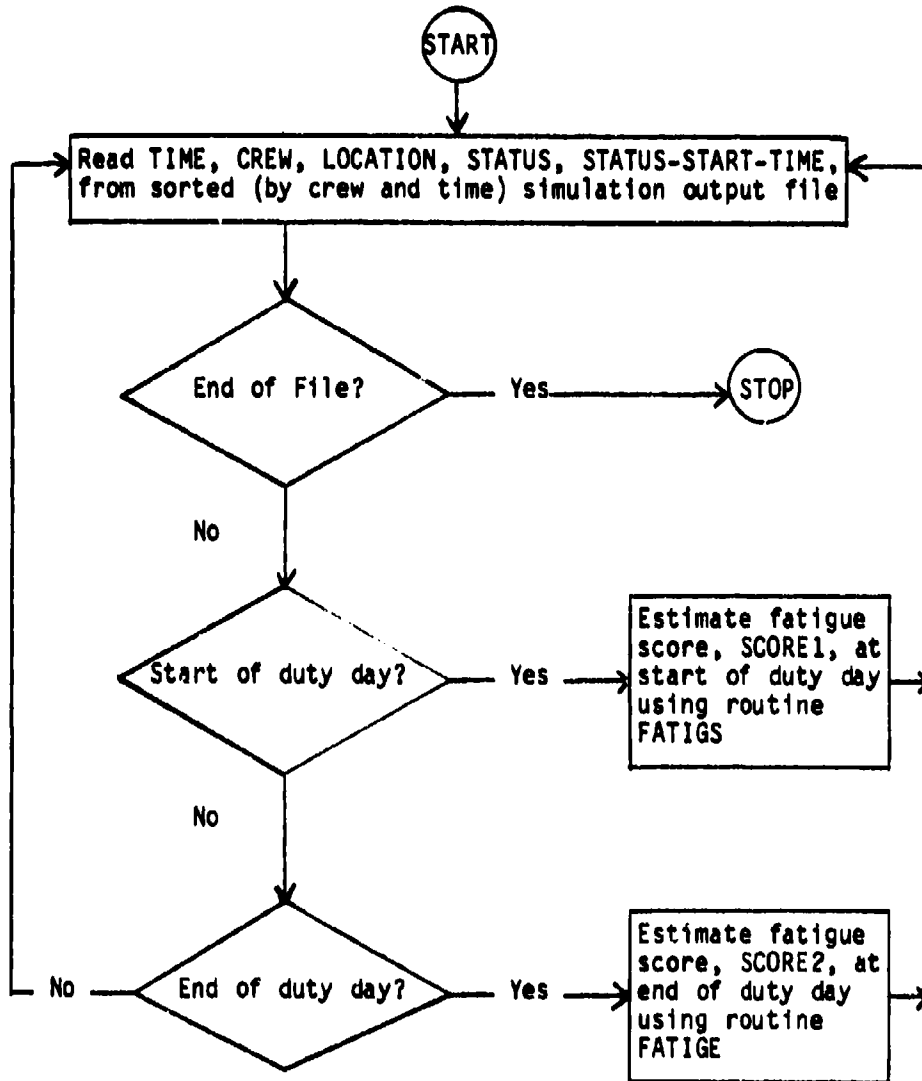 START
Read TIME, CREW, LOCATION, STATUS, STATUS-START-TIME,
from sorted (by crew and time) simulation output file
End of File?
Yes
STOP
No
Start of duty day?
Yes
Estimate fatigue
score, SCORE1, at
start of duty day
using routine
FATIGS
No
No
End of duty day?
Yes
Estimate fatigue
score, SCORE2, at
end of duty day
using routine
FATIGE